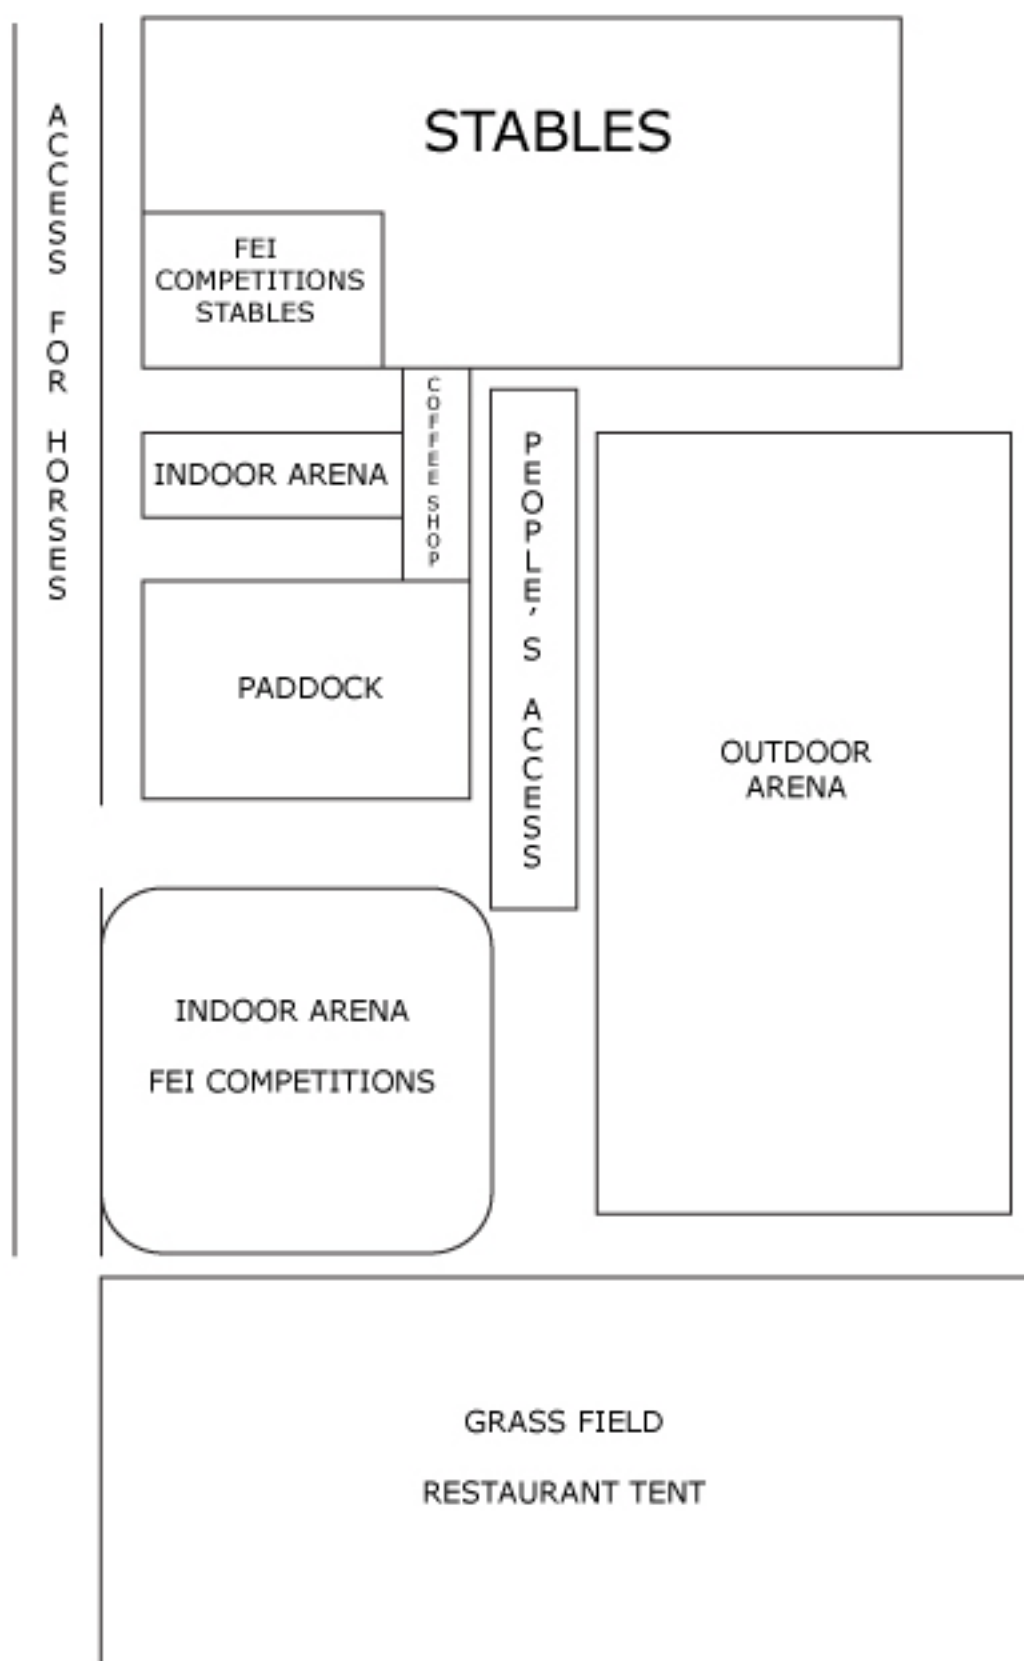 ACCESS FOR HORSES
STABLES
FEI
COMPETITIONS
STABLES
COFFEE SHOP
INDOOR ARENA
PEOPLE'S ACCESS
PADDOCK
OUTDOOR
ARENA
INDOOR ARENA
FEI COMPETITIONS
GRASS FIELD
RESTAURANT TENT